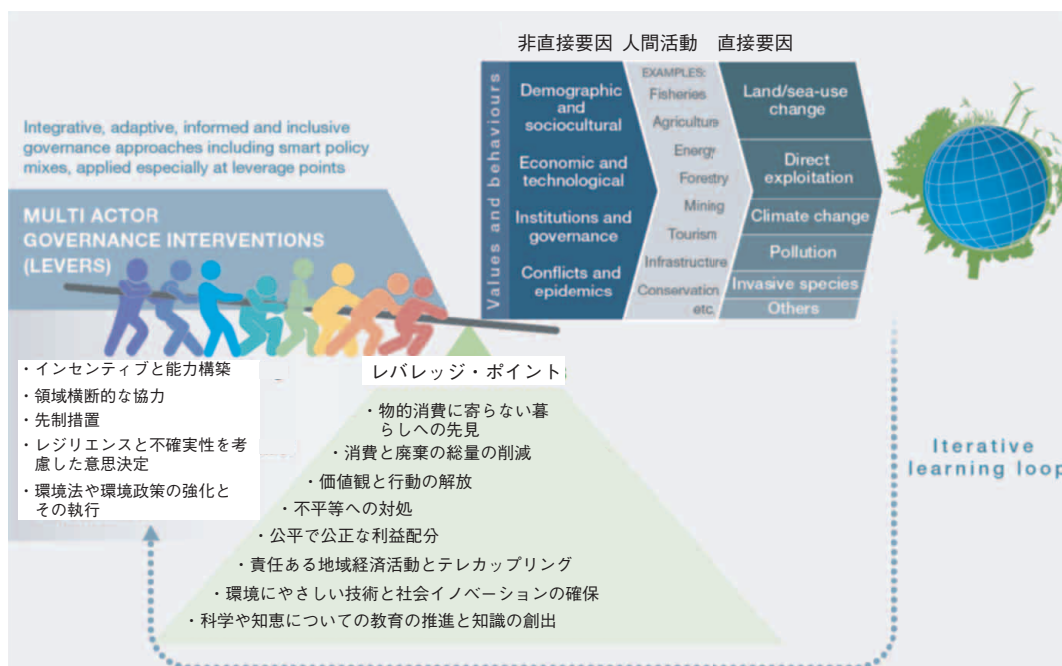 非直接要因 人間活動 直接要因
Values and behaviours
Demographic
and
sociocultural
Economic and
technological
Institutions and
governance
Conflicts and
epidemics
EXAMPLES:
Fisheries
Agriculture
Energy
Forestry
Mining
Tourism
Infrastructure
Conservation
etc.
Land/sea-use
change
Direct
exploitation
Climate change
Pollution
Invasive species
Others
Integrative, adaptive, informed and inclusive
governance approaches including smart policy
mixes, applied especially at leverage points
MULTI ACTOR
GOVERNANCE INTERVENTIONS
(LEVERS)
・インセンティブと能力構築
・領域横断的な協力
・先制措置
・レジリエンスと不確実性を考
慮した意思決定
・環境法や環境政策の強化と
その執行
レバレッジ・ポイント
・物的消費に寄らない暮
らしへの先見
・消費と廃棄の総量の削減
・価値観と行動の解放
・不平等への対処
・公平で公正な利益配分
・責任ある地域経済活動とテレカップリング
・環境にやさしい技術と社会イノベーションの確保
・科学や知恵についての教育の推進と知識の創出
Iterative
learning loop